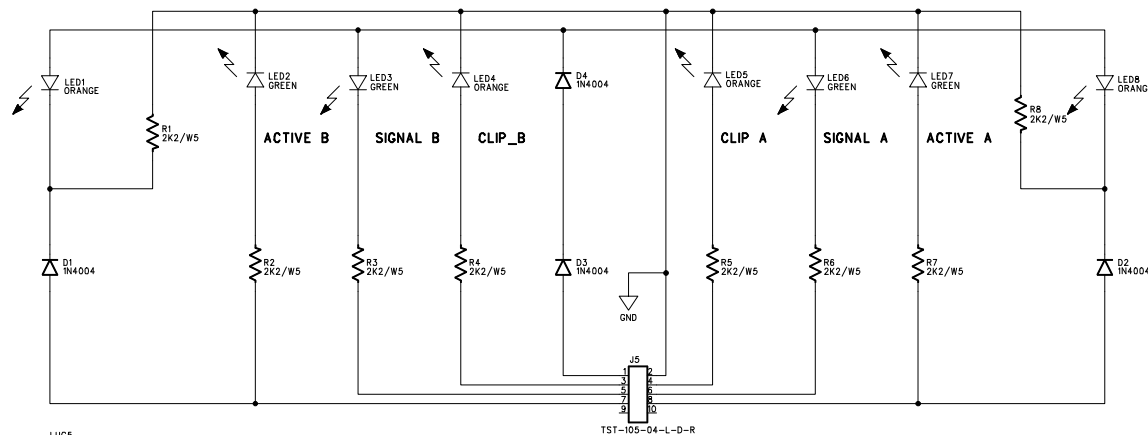 LED1
ORANGE
LED2
GREEN
LED3
GREEN
LED4
ORANGE
D4
1N4004
LED5
ORANGE
LED6
GREEN
LED7
GREEN
LED8
ORANG
R1
2K2/W5
R8
2K2/W5
ACTIVE B
SIGNAL B
CLIP_B
CLIP A
SIGNAL A
ACTIVE A
D1
1N4004
R2
2K2/W5
R3
2K2/W5
R4
2K2/W5
D3
1N4004
R5
2K2/W5
R6
2K2/W5
R7
2K2/W5
D2
1N4004
GND
J5
1 2
3 4
5 6
7 8
9 10
TST-105-04-L-D-R